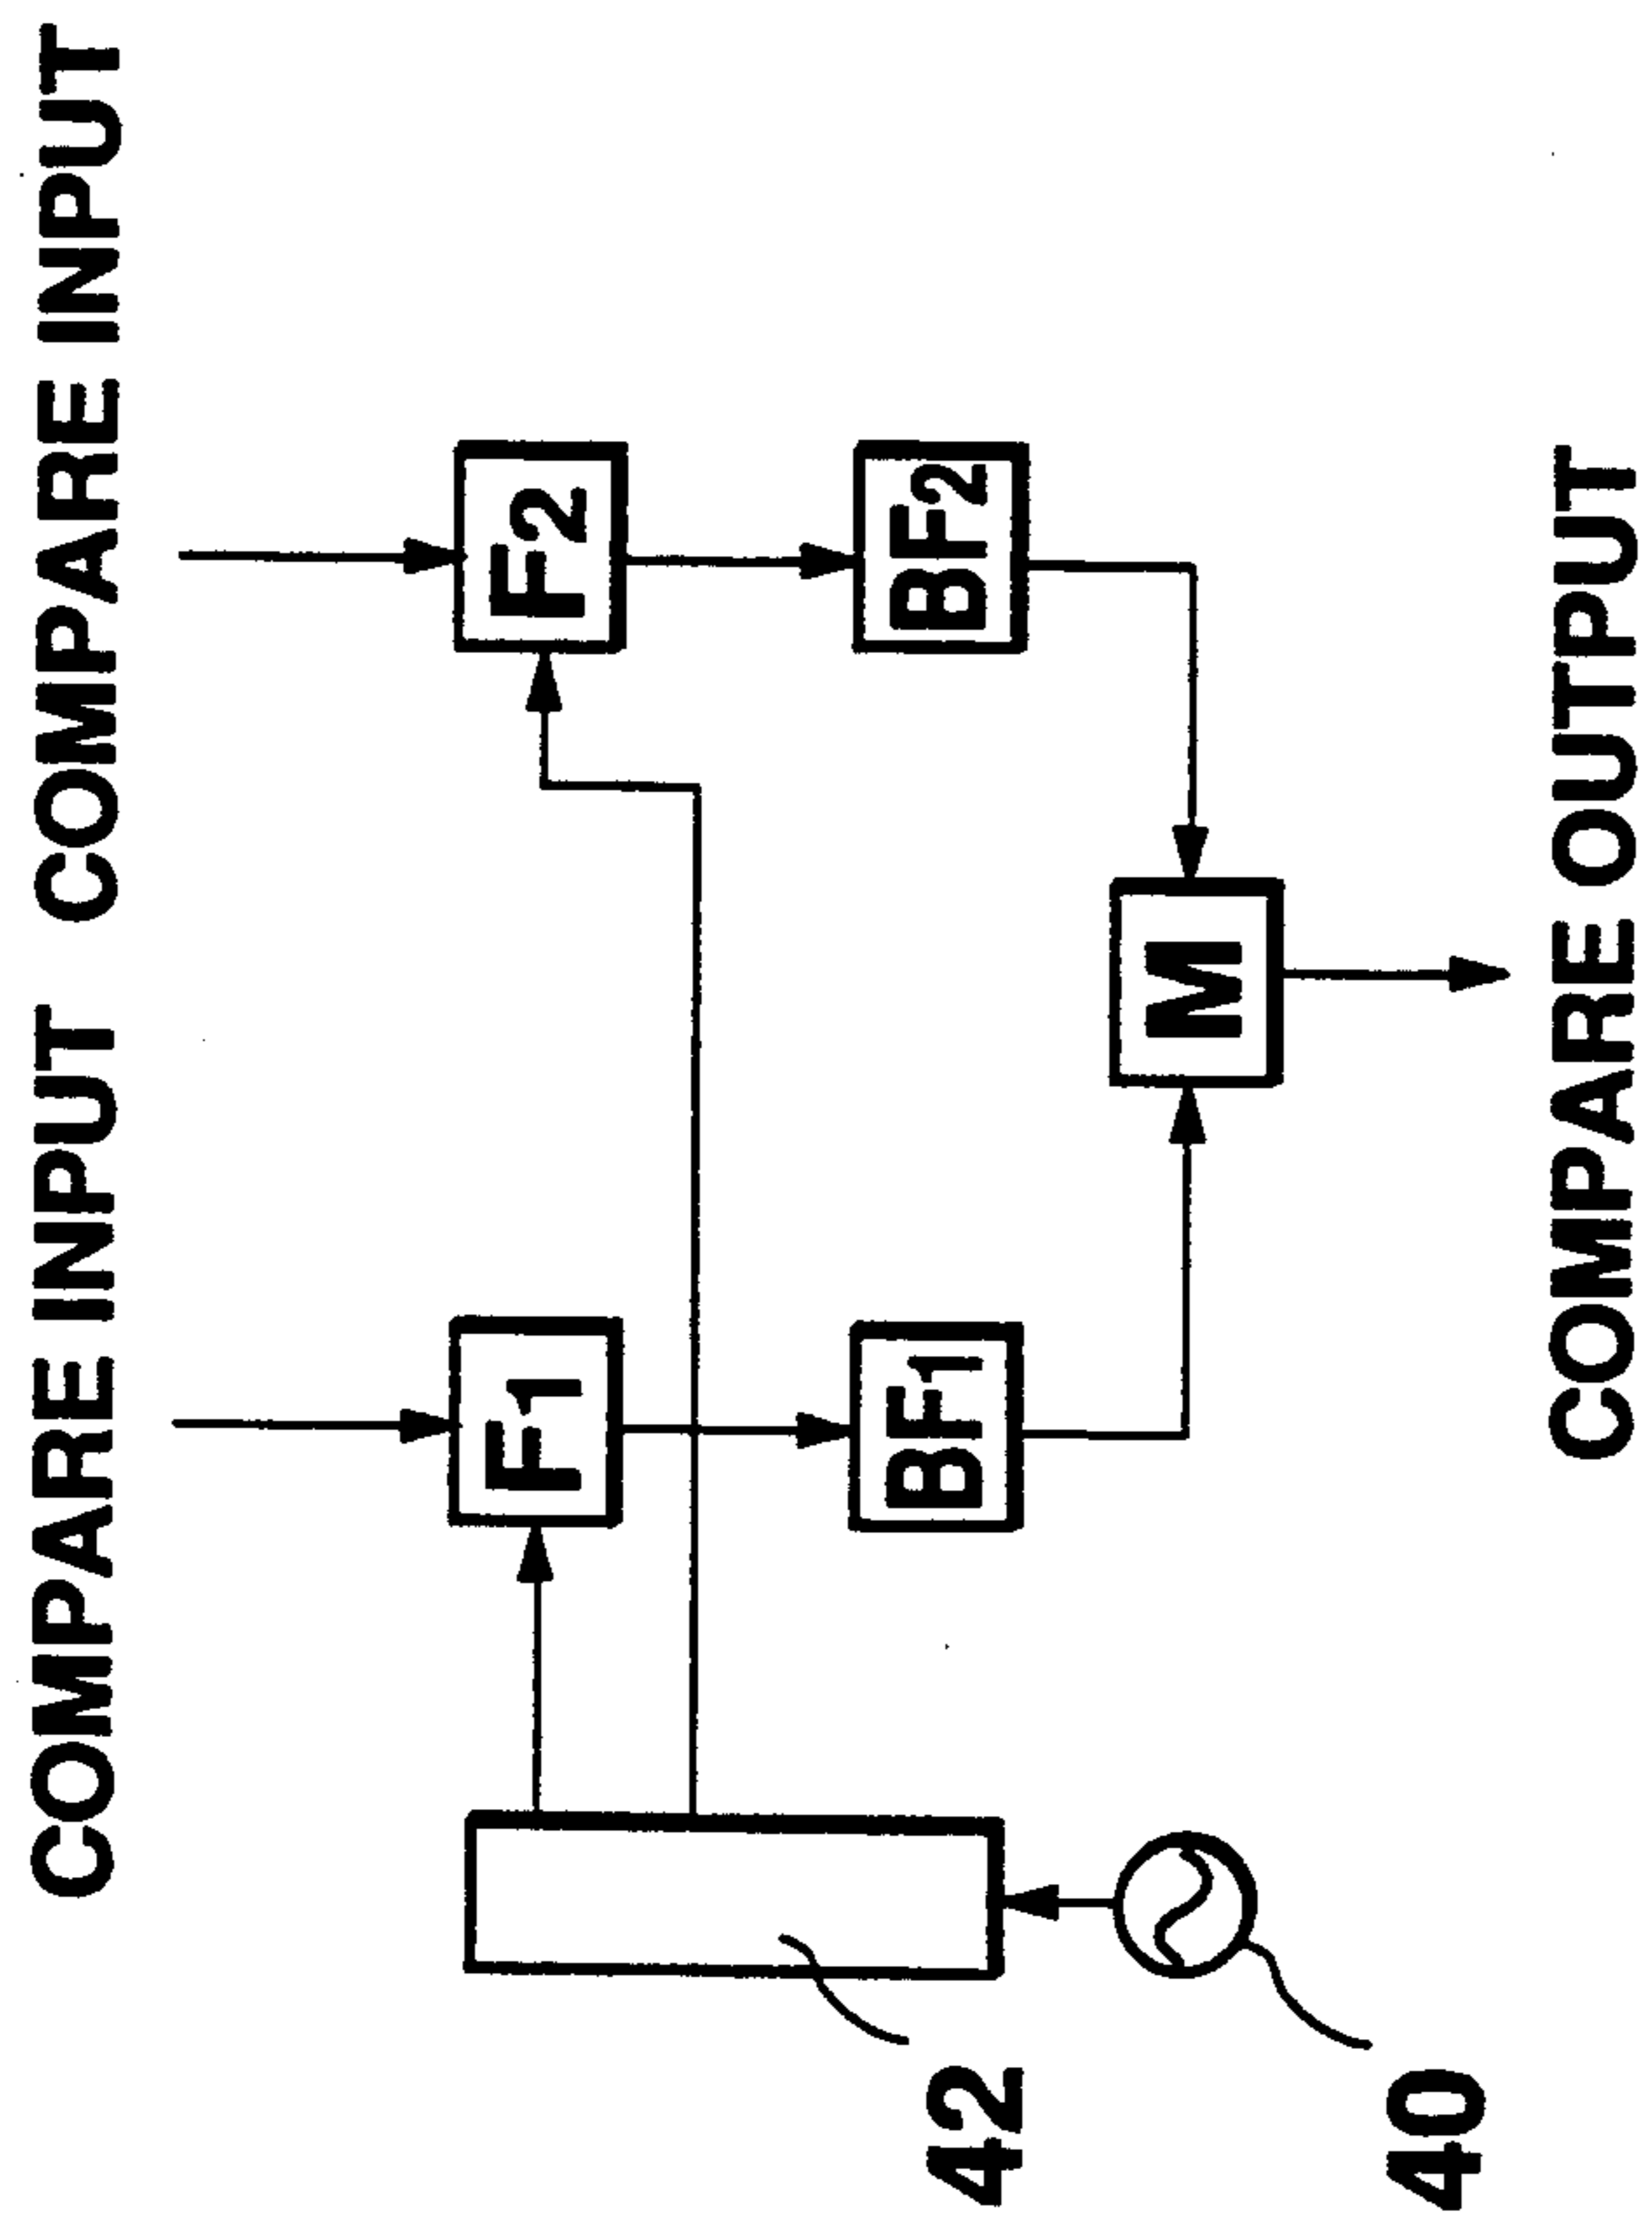 COMPARE INPUT COMPARE INPUT
F1 F2
BF1 BF2
42
M
40
COMPARE OUTPUT